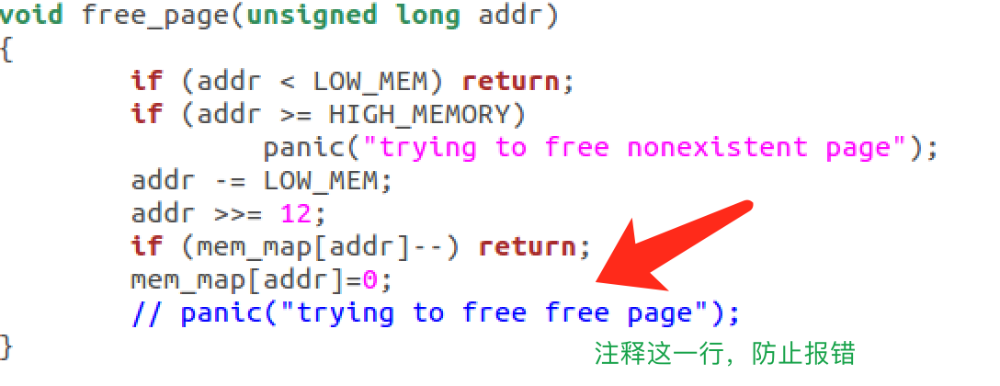 void free_page(unsigned long addr)
{
        if (addr < LOW_MEM) return;
        if (addr >= HIGH_MEMORY)
                panic("trying to free nonexistent page");
        addr -= LOW_MEM;
        addr >>= 12;
        if (mem_map[addr]--) return;
        mem_map[addr]=0;
        // panic("trying to free free page");
}
注释这一行，防止报错